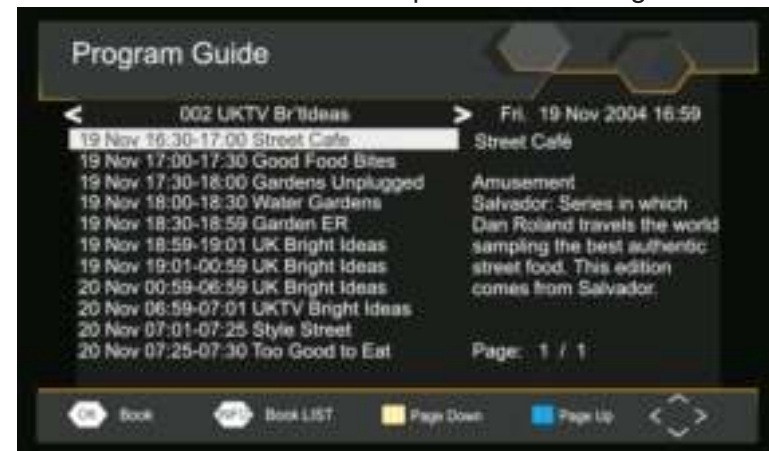 Program Guide
< 002 UKTV Br'tIdeas > Fri. 19 Nov 2004 16:59
19 Nov 16:30-17:00 Street Cafe
19 Nov 17:00-17:30 Good Food Bites
19 Nov 17:30-18:00 Gardens Unplugged
19 Nov 18:00-18:30 Water Gardens
19 Nov 18:30-18:59 Garden ER
19 Nov 18:59-19:01 UK Bright Ideas
19 Nov 19:01-00:59 UK Bright Ideas
20 Nov 00:59-06:59 UK Bright Ideas
20 Nov 06:59-07:01 UKTV Bright Ideas
20 Nov 07:01-07:25 Style Street
20 Nov 07:25-07:30 Too Good to Eat
Street Café
Amusement
Salvador: Series in which
Dan Roland travels the world
sampling the best authentic
street food. This edition
comes from Salvador.
Page: 1 / 1
OK Book INFO Book LIST Page Down Page Up